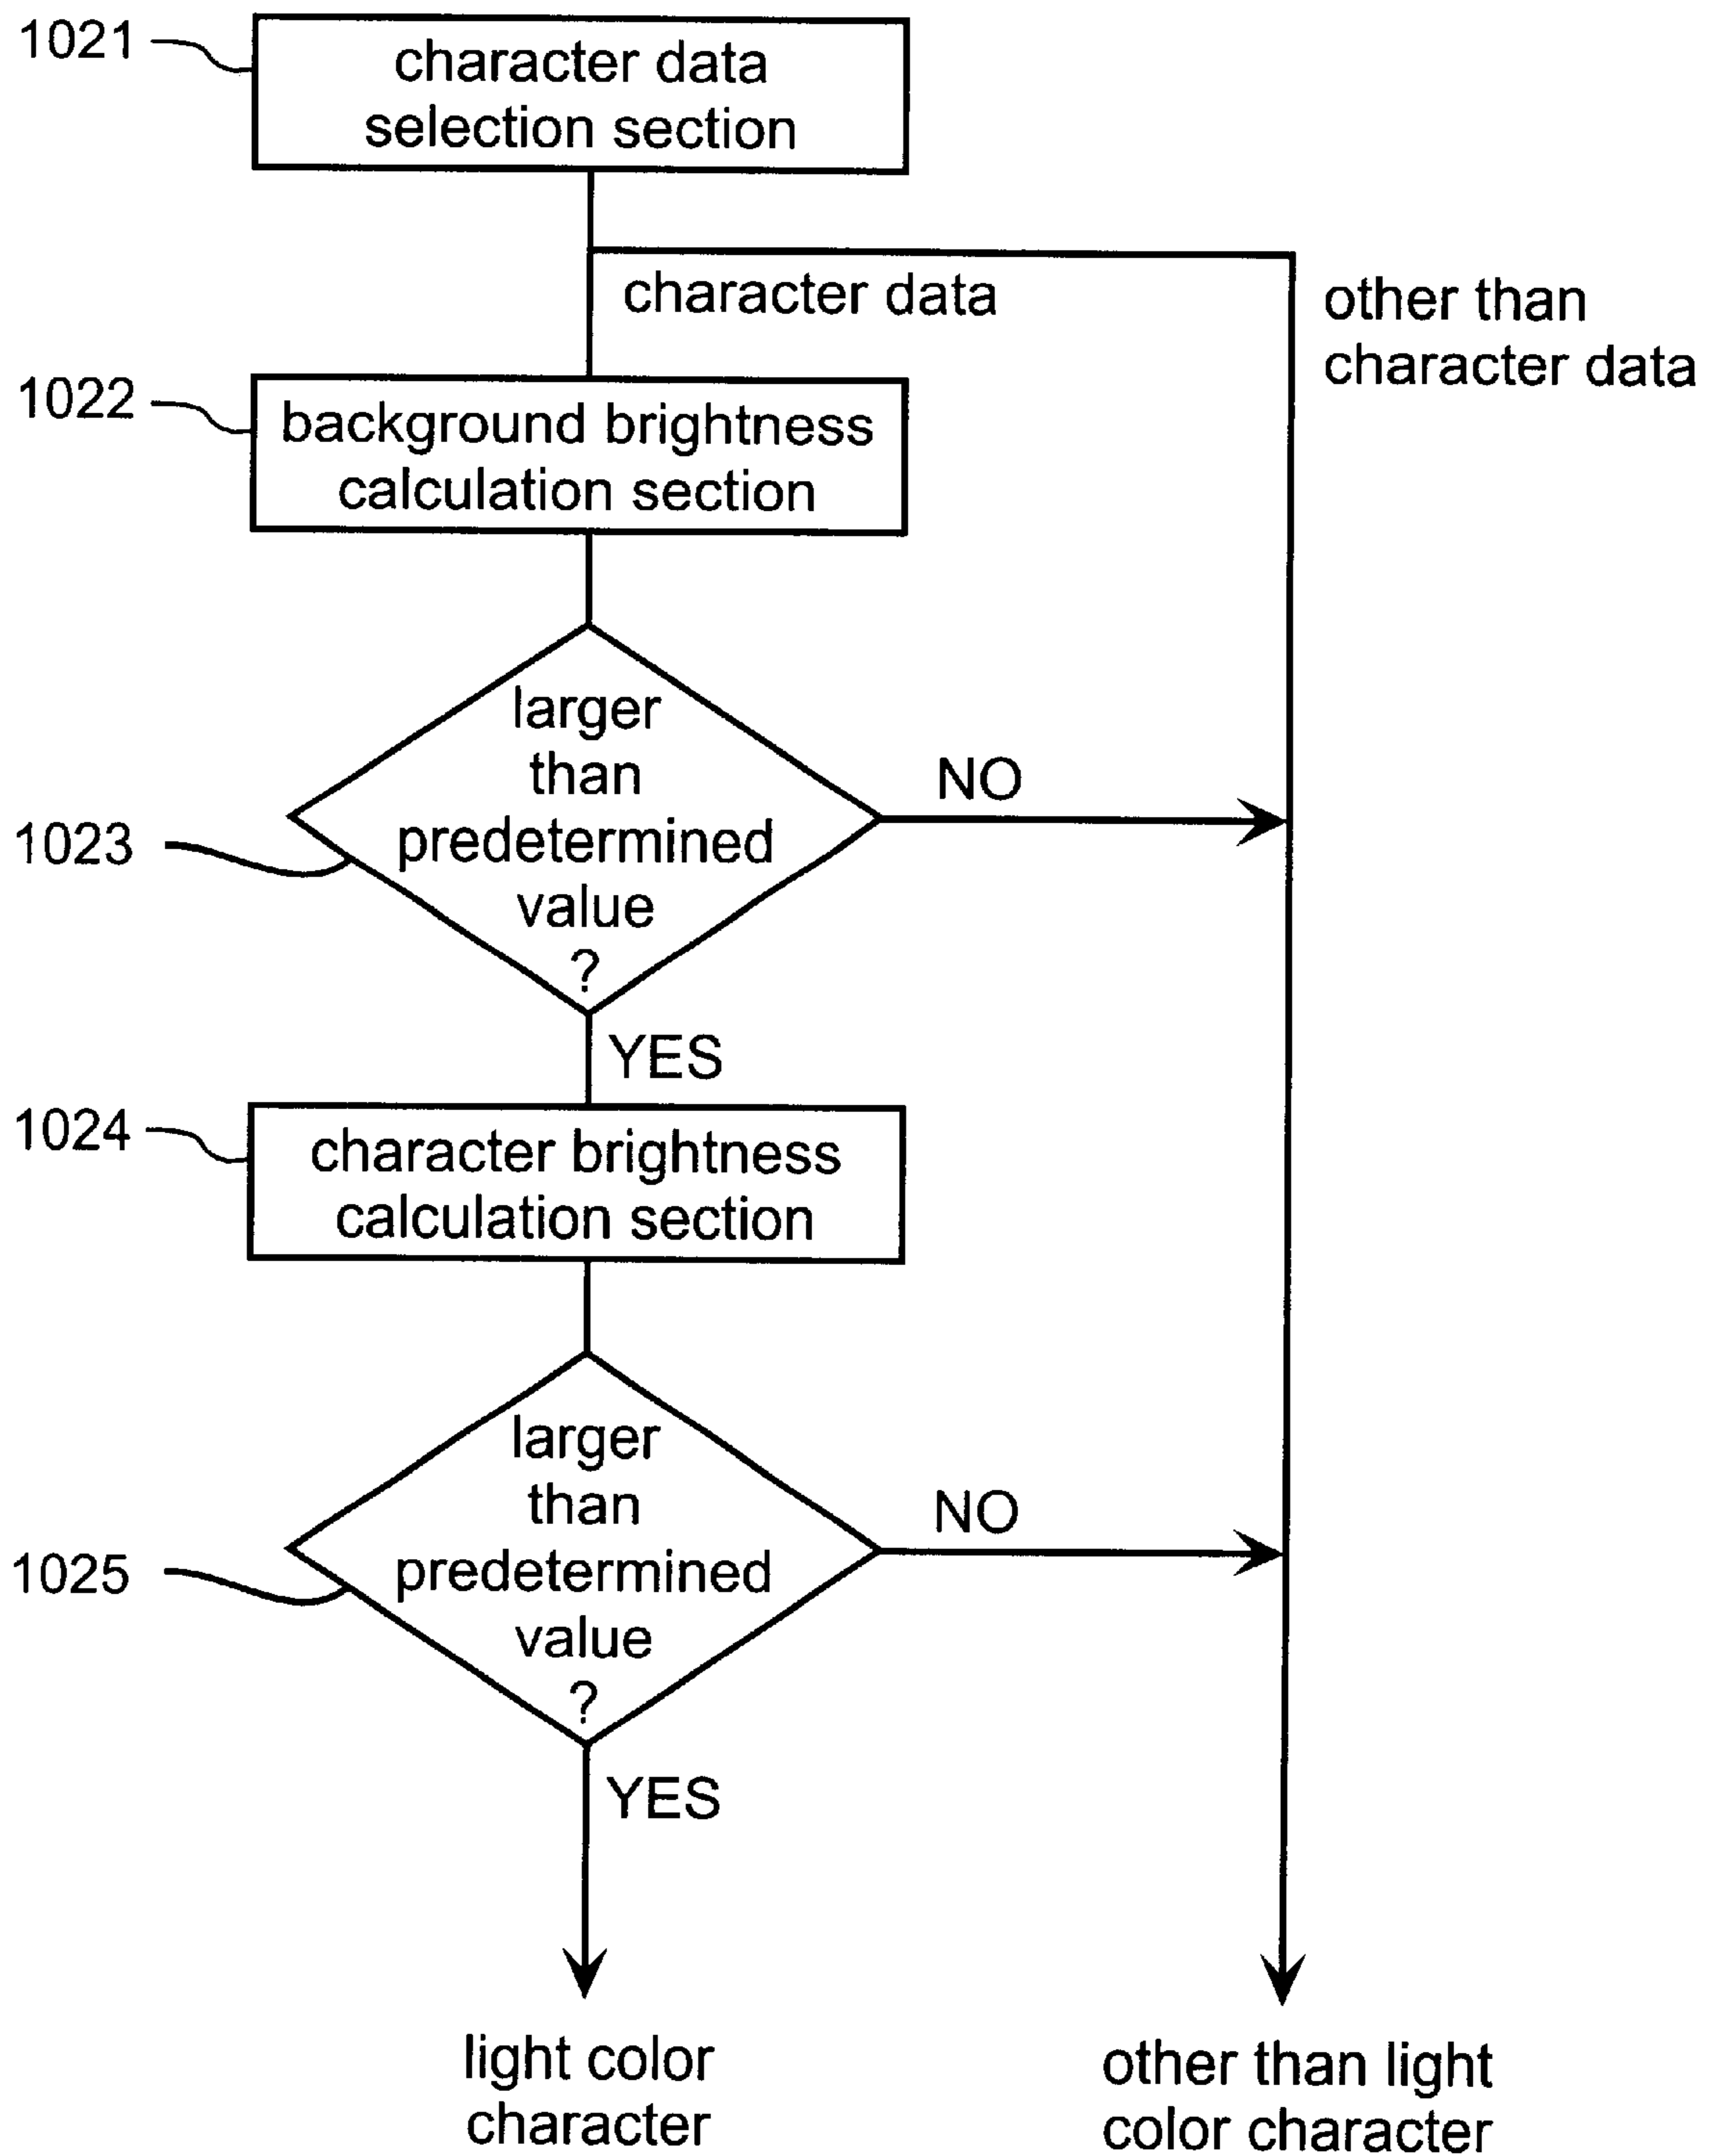 1021
character data
selection section
character data
other than
character data
1022
background brightness
calculation section
larger
than
predetermined
value
?
NO
1023
YES
1024
character brightness
calculation section
larger
than
predetermined
value
?
NO
1025
YES
light color
character
other than light
color character